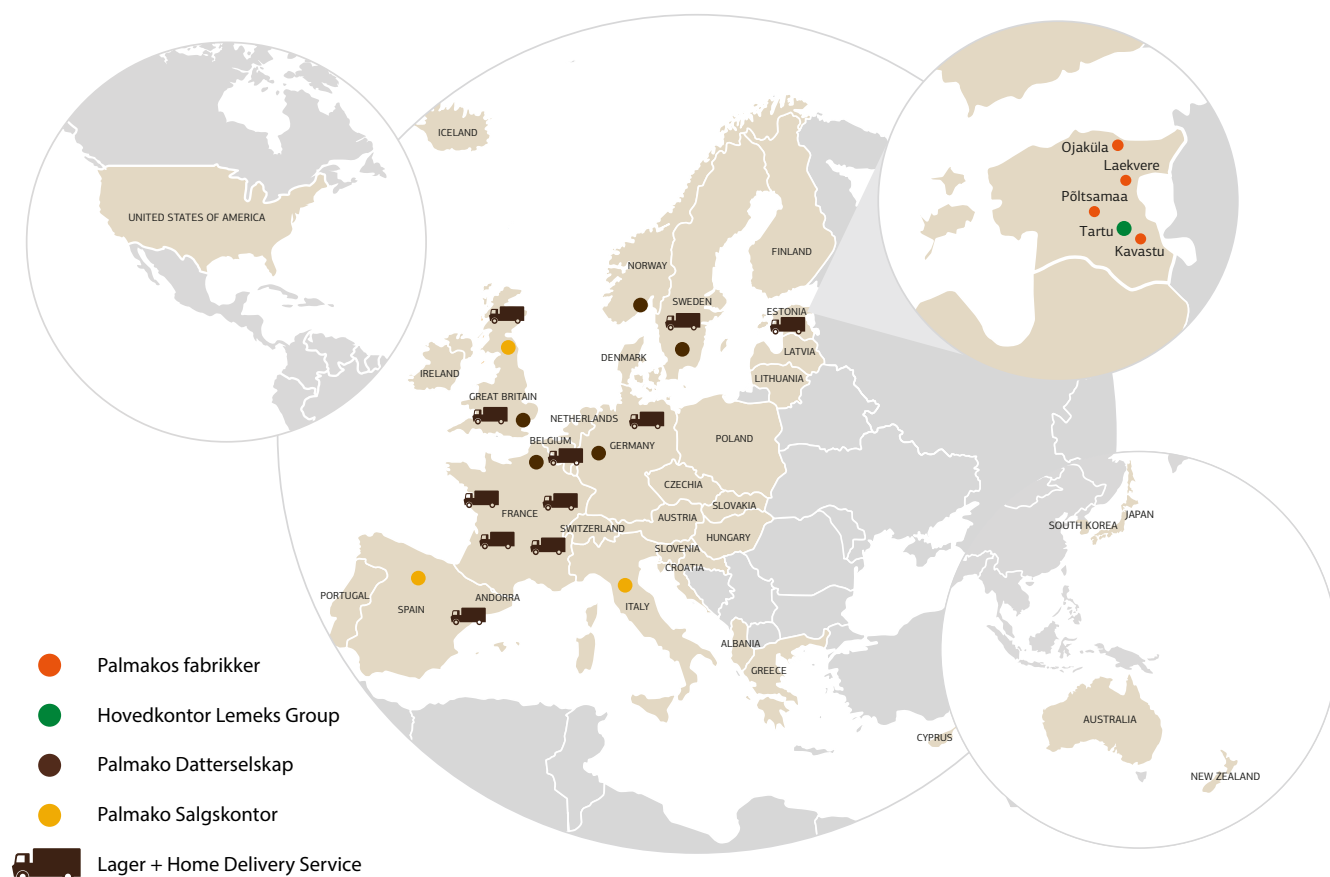 ICELAND
UNITED STATES OF AMERICA
NORWAY
FINLAND
SWEDEN
ESTONIA
LATVIA
LITHUANIA
DENMARK
IRELAND
GREAT BRITAIN
NETHERLANDS
BELGIUM
GERMANY
POLAND
CZECHIA
SLOVAKIA
FRANCE
AUSTRIA
SWITZERLAND
HUNGARY
SLOVENIA
CROATIA
PORTUGAL
SPAIN
ANDORRA
ITALY
ALBANIA
GREECE
CYPRUS
Ojaküla
Laekvere
Põltsamaa
Tartu
Kavastu
JAPAN
SOUTH KOREA
AUSTRALIA
NEW ZEALAND
Palmakos fabrikker
Hovedkontor Lemeks Group
Palmako Datterselskap
Palmako Salgskontor
Lager + Home Delivery Service